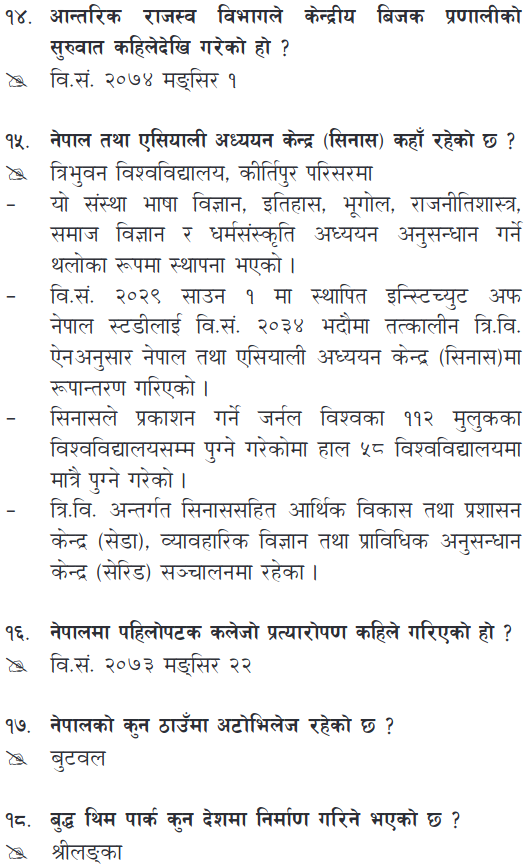 १४. आन्तरिक राजस्व विभागले केन्द्रीय बिजक प्रणालीको
सुरुवात कहिलेदेखि गरेको हो ?
वि.सं. २०७४ मङ्सिर १
१५. नेपाल तथा एसियाली अध्ययन केन्द्र (सिनास) कहाँ रहेको छ ?
त्रिभुवन विश्वविद्यालय, कीर्तिपुर परिसरमा
– यो संस्था भाषा विज्ञान, इतिहास, भूगोल, राजनीतिशास्त्र,
समाज विज्ञान र धर्मसंस्कृति अध्ययन अनुसन्धान गर्ने
थलोका रूपमा स्थापना भएको ।
– वि.सं. २०२९ साउन १ मा स्थापित इन्स्टिच्युट अफ
नेपाल स्टडीलाई वि.सं. २०३४ भदौमा तत्कालीन त्रि.वि.
ऐनअनुसार नेपाल तथा एसियाली अध्ययन केन्द्र (सिनास)मा
रूपान्तरण गरिएको ।
– सिनासले प्रकाशन गर्ने जर्नल विश्वका ११२ मुलुकका
विश्वविद्यालयसम्म पुग्ने गरेकोमा हाल ५८ विश्वविद्यालयमा
मात्रै पुग्ने गरेको ।
– त्रि.वि. अन्तर्गत सिनाससहित आर्थिक विकास तथा प्रशासन
केन्द्र (सेडा), व्यावहारिक विज्ञान तथा प्राविधिक अनुसन्धान
केन्द्र (सेरिड) सञ्चालनमा रहेका ।
१६. नेपालमा पहिलोपटक कलेजो प्रत्यारोपण कहिले गरिएको हो ?
वि.सं. २०७३ मङ्सिर २२
१७. नेपालको कुन ठाउँमा अटोभिलेज रहेको छ ?
बुटवल
१८. बुद्ध थिम पार्क कुन देशमा निर्माण गरिने भएको छ ?
श्रीलङ्का